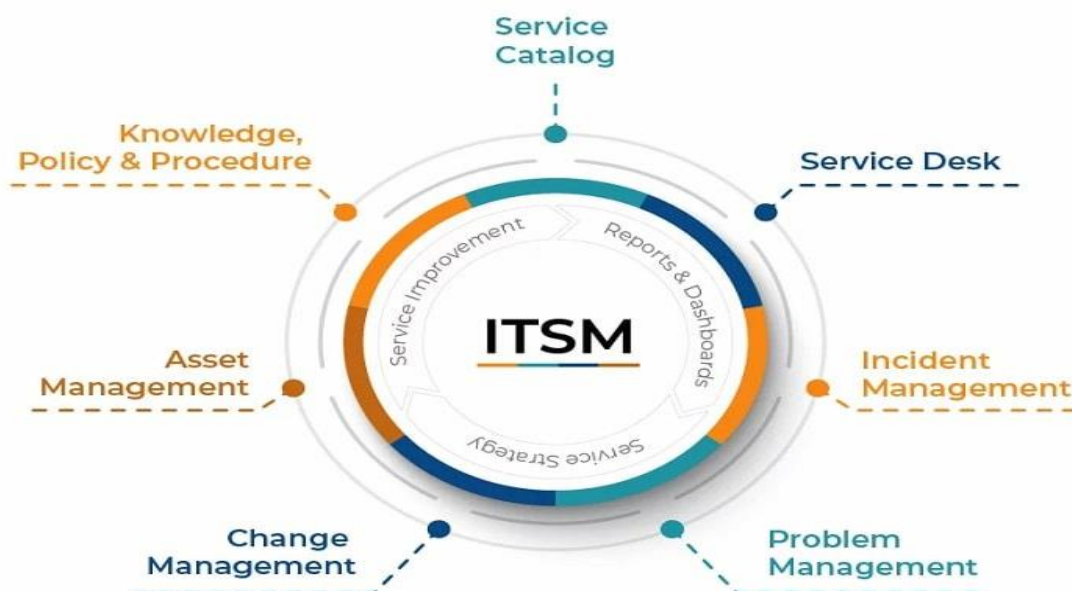 Service
Catalog
Knowledge,
Policy & Procedure
Service Desk
Service Improvement
Reports & Dashboards
ITSM
Asset
Management
Incident
Management
Service Strategy
Change
Management
Problem
Management